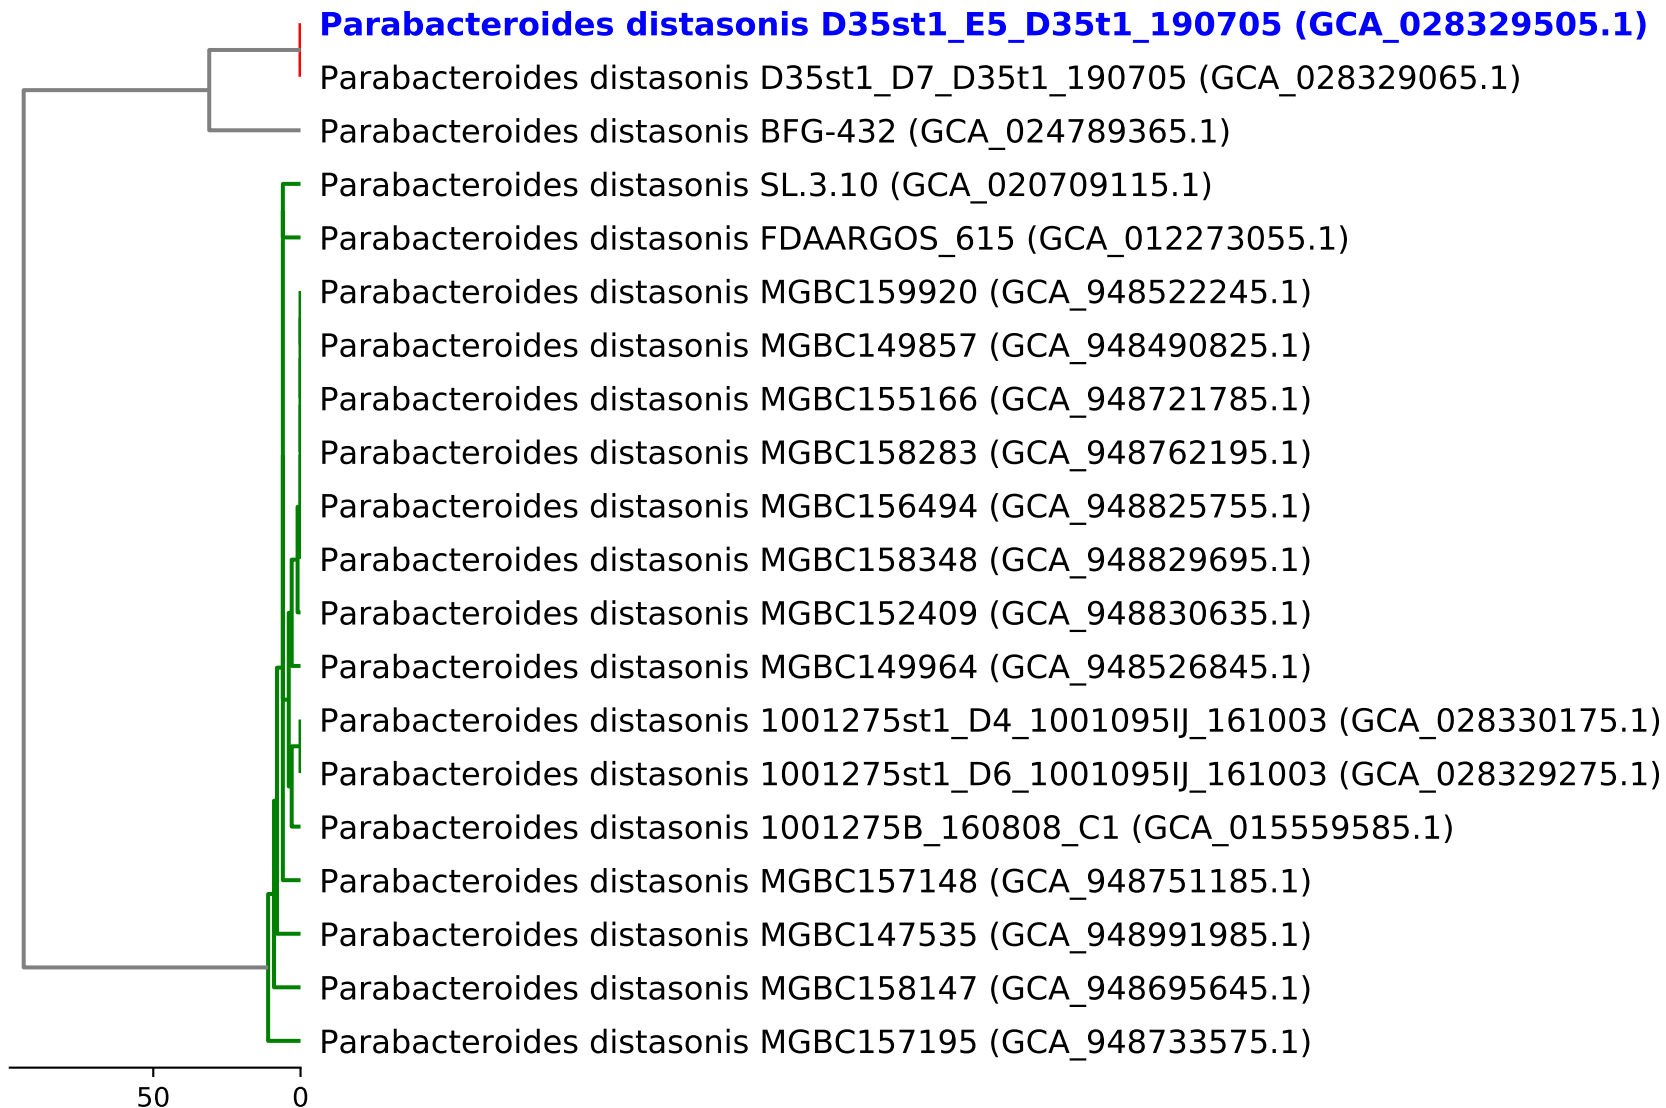 Parabacteroides distasonis D35st1_E5_D35t1_190705 (GCA_028329505.1)
Parabacteroides distasonis D35st1_D7_D35t1_190705 (GCA_028329065.1)
Parabacteroides distasonis BFG-432 (GCA_024789365.1)
Parabacteroides distasonis SL.3.10 (GCA_020709115.1)
Parabacteroides distasonis FDAARGOS_615 (GCA_012273055.1)
Parabacteroides distasonis MGBC159920 (GCA_948522245.1)
Parabacteroides distasonis MGBC149857 (GCA_948490825.1)
Parabacteroides distasonis MGBC155166 (GCA_948721785.1)
Parabacteroides distasonis MGBC158283 (GCA_948762195.1)
Parabacteroides distasonis MGBC156494 (GCA_948825755.1)
Parabacteroides distasonis MGBC158348 (GCA_948829695.1)
Parabacteroides distasonis MGBC152409 (GCA_948830635.1)
Parabacteroides distasonis MGBC149964 (GCA_948526845.1)
Parabacteroides distasonis 1001275st1_D4_1001095IJ_161003 (GCA_028330175.1)
Parabacteroides distasonis 1001275st1_D6_1001095IJ_161003 (GCA_028329275.1)
Parabacteroides distasonis 1001275B_160808_C1 (GCA_015559585.1)
Parabacteroides distasonis MGBC157148 (GCA_948751185.1)
Parabacteroides distasonis MGBC147535 (GCA_948991985.1)
Parabacteroides distasonis MGBC158147 (GCA_948695645.1)
Parabacteroides distasonis MGBC157195 (GCA_948733575.1)
50 0